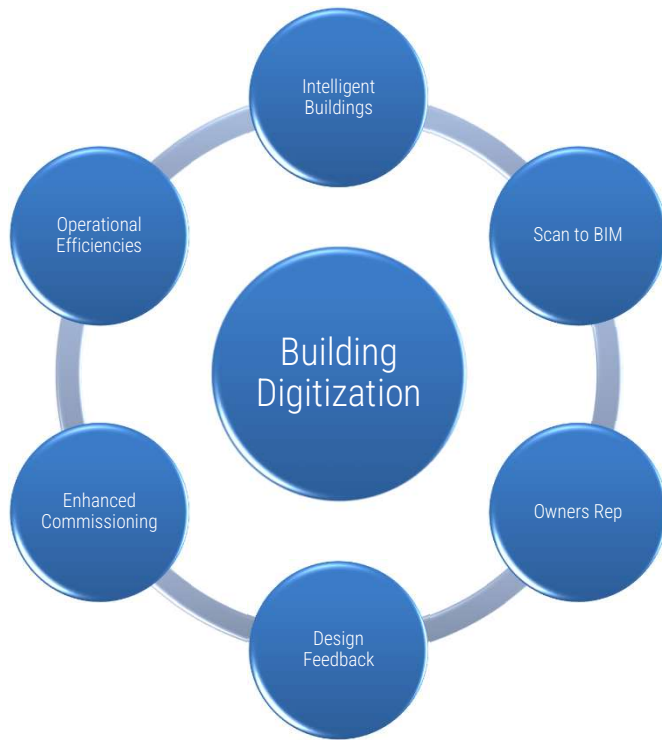 Intelligent
Buildings
Operational
Efficiencies
Scan to BIM
Building
Digitization
Enhanced
Commissioning
Owners Rep
Design
Feedback